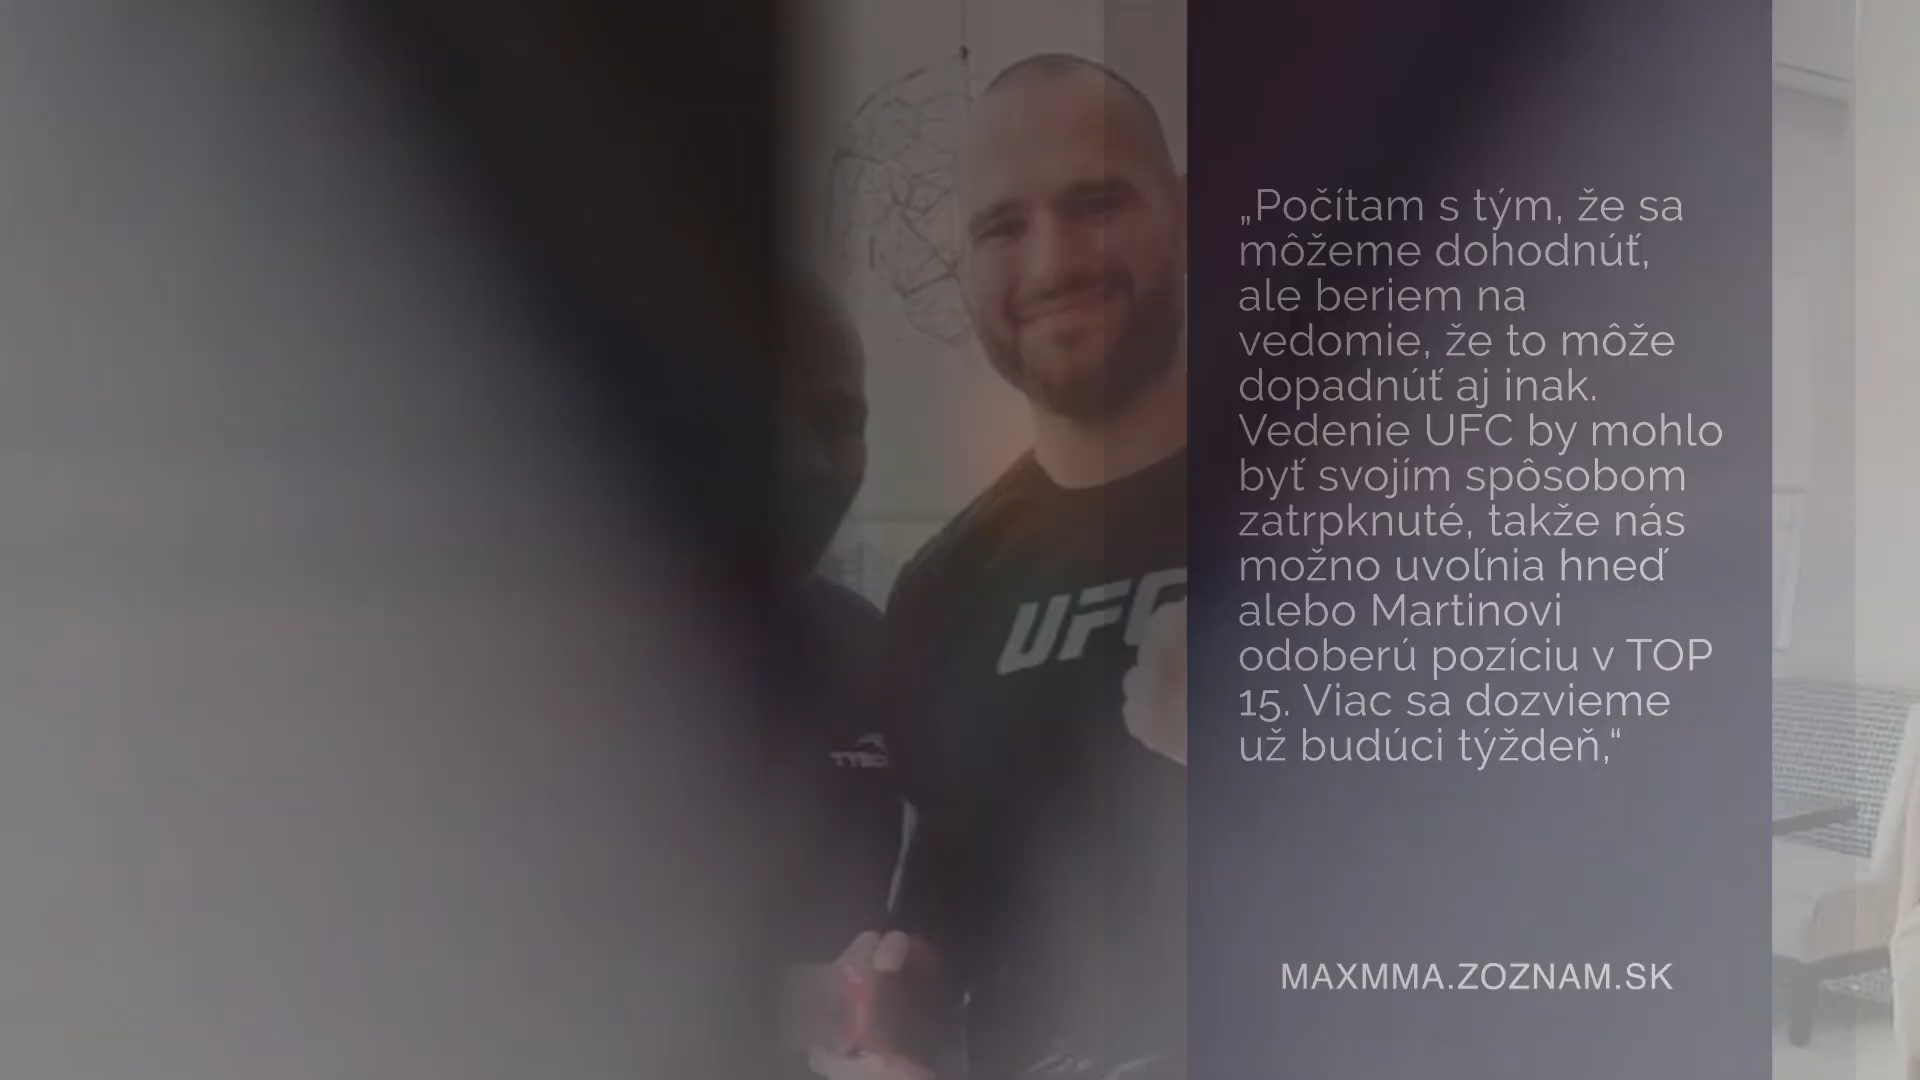 „Počítam s tým, že sa
môžeme dohodnúť,
ale beriem na
vedomie, že to môže
dopadnúť aj inak.
Vedenie UFC by mohlo
byť svojím spôsobom
zatrpknuté, takže nás
možno uvoľnia hneď
alebo Martinovi
odoberú pozíciu v TOP
15. Viac sa dozvieme
už budúci týždeň,“
MAXMMA.ZOZNAM.SK
UFC